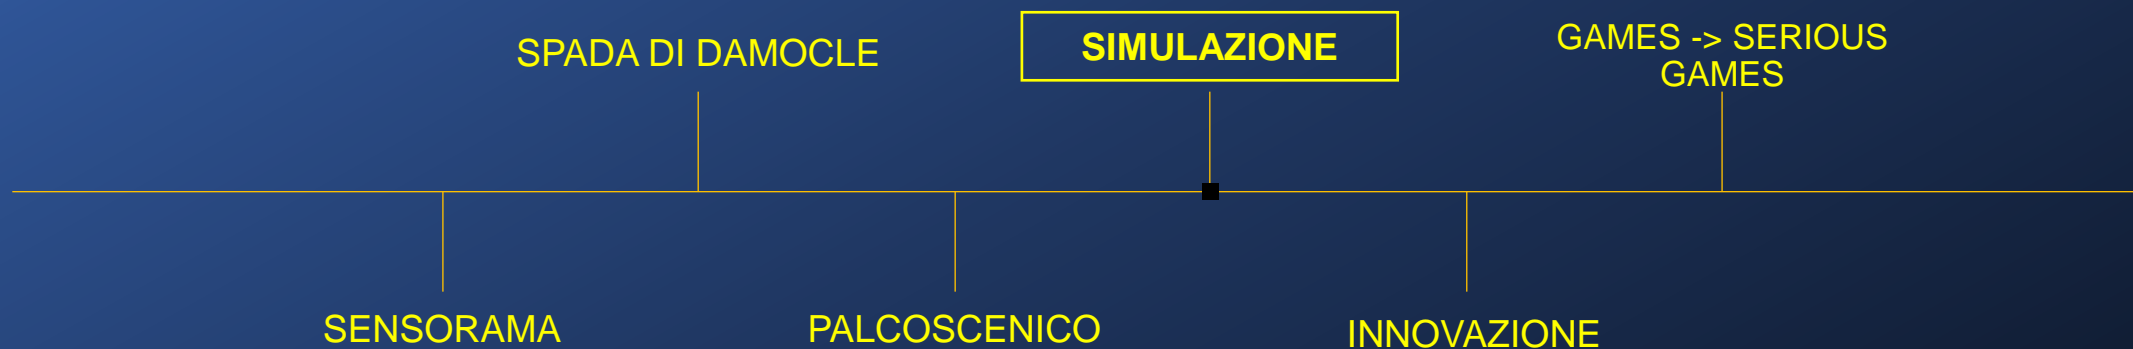 SPADA DI DAMOCLE
SIMULAZIONE
GAMES -> SERIOUS
GAMES
SENSORAMA
PALCOSCENICO
INNOVAZIONE